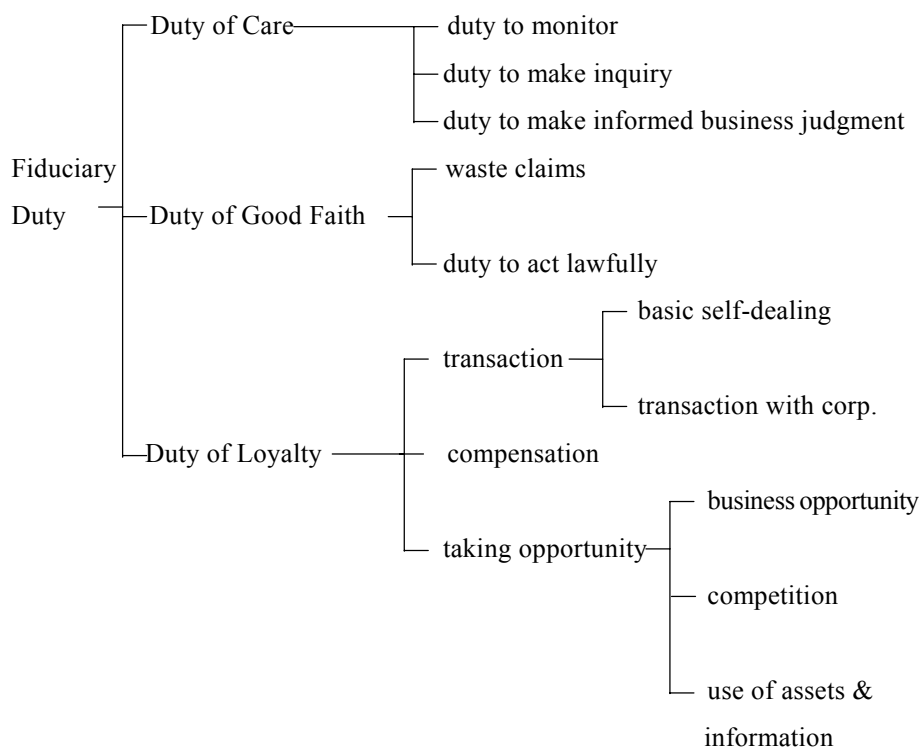 Duty of Care
duty to monitor
duty to make inquiry
duty to make informed business judgment
Fiduciary
Duty
waste claims
Duty of Good Faith
duty to act lawfully
basic self-dealing
transaction
transaction with corp.
Duty of Loyalty
compensation
business opportunity
taking opportunity
competition
use of assets &
information